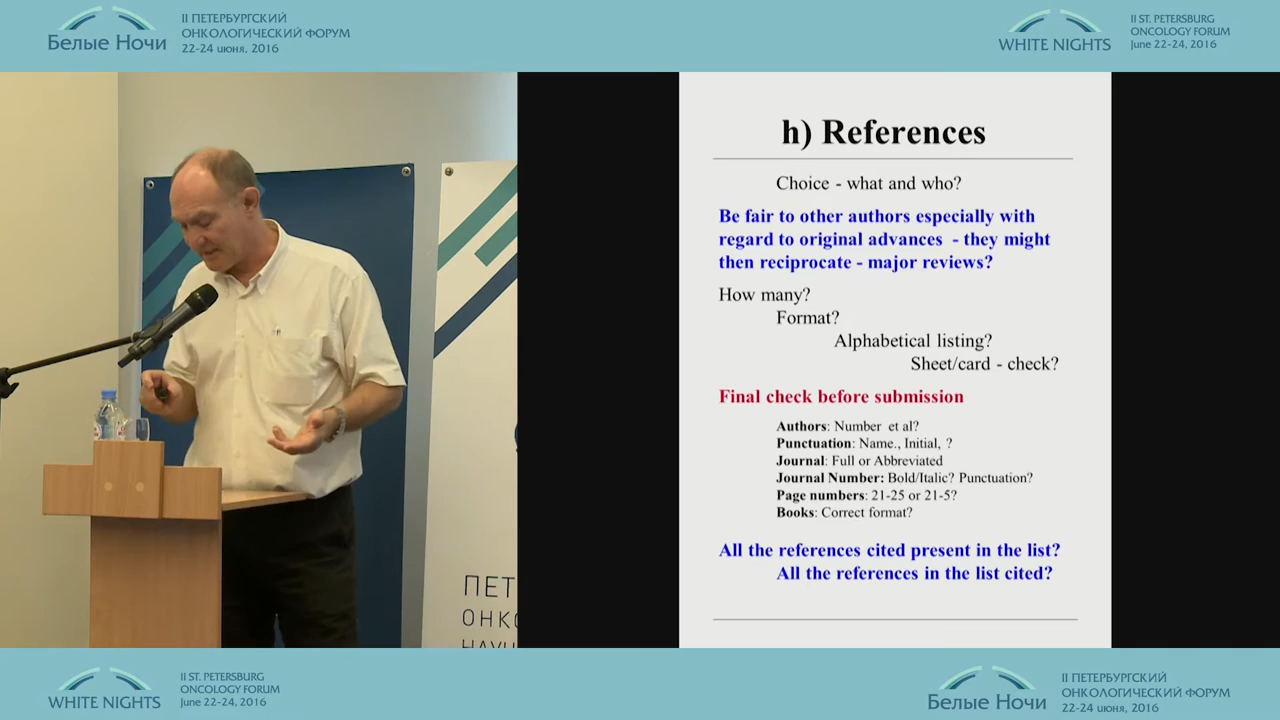 Белые Ночи
II ПЕТЕРБУРГСКИЙ
ОНКОЛОГИЧЕСКИЙ ФОРУМ
22-24 июня, 2016
WHITE NIGHTS
II ST. PETERSBURG
ONCOLOGY FORUM
June 22-24, 2016
h) References
Choice - what and who?
Be fair to other authors especially with
regard to original advances - they might
then reciprocate - major reviews?
How many?
Format?
Alphabetical listing?
Sheet/card - check?
Final check before submission
Authors: Number et al?
Punctuation: Name., Initial, ?
Journal: Full or Abbreviated
Journal Number: Bold/Italic? Punctuation?
Page numbers: 21-25 or 21-5?
Books: Correct format?
All the references cited present in the list?
All the references in the list cited?
ПЕТ
ОНКО
НАУЧ
WHITE NIGHTS
II ST. PETERSBURG
ONCOLOGY FORUM
June 22-24, 2016
Белые Ночи
II ПЕТЕРБУРГСКИЙ
ОНКОЛОГИЧЕСКИЙ ФОРУМ
22-24 июня, 2016